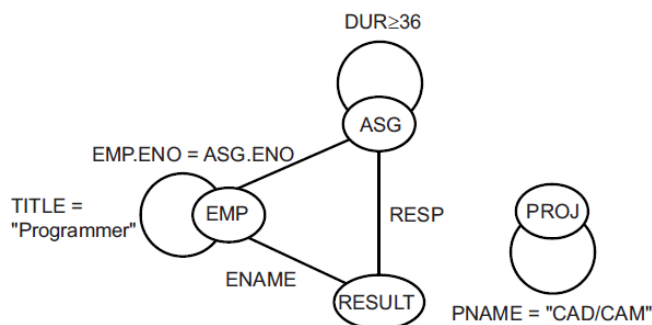 DUR≥36
ASG
EMP.ENO = ASG.ENO
TITLE =
"Programmer"
EMP
RESP
PROJ
ENAME
RESULT
PNAME = "CAD/CAM"